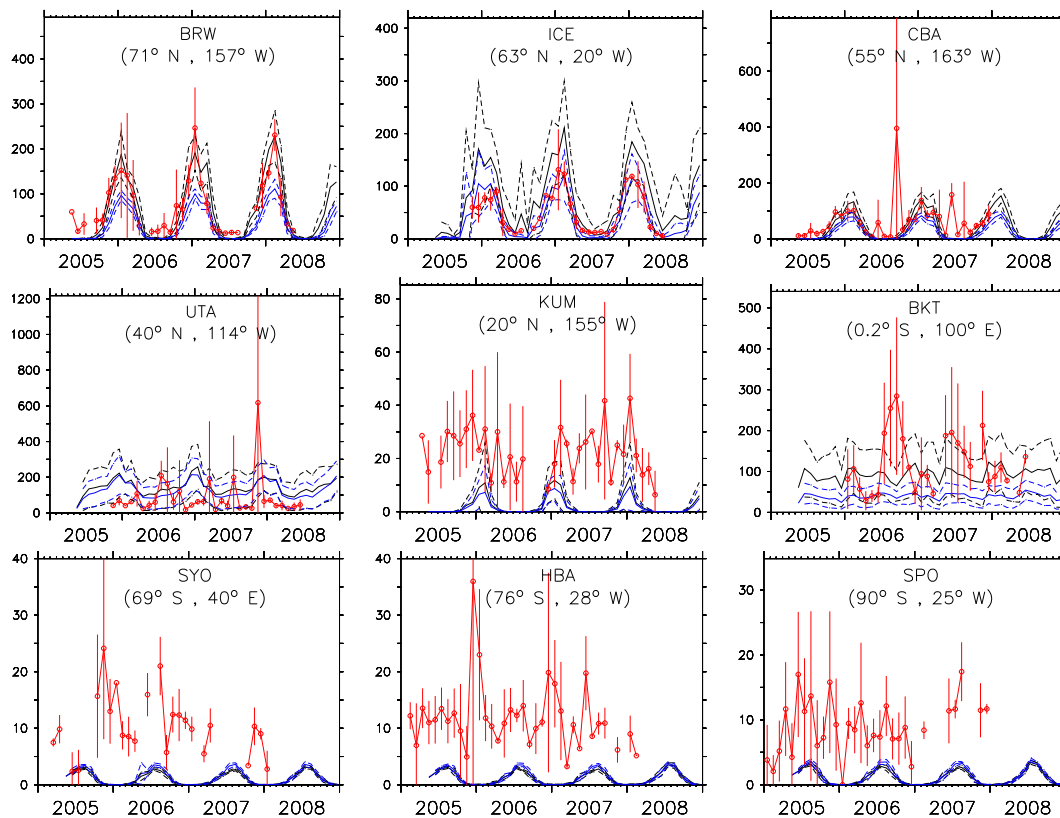 BRW
(71° N , 157° W)
400
300
200
100
0
2005 2006 2007 2008
ICE
(63° N , 20° W)
400
300
200
100
0
2005 2006 2007 2008
CBA
(55° N , 163° W)
600
400
200
0
2005 2006 2007 2008
UTA
(40° N , 114° W)
1200
1000
800
600
400
200
0
2005 2006 2007 2008
KUM
(20° N , 155° W)
80
60
40
20
0
2005 2006 2007 2008
BKT
(0.2° S , 100° E)
500
400
300
200
100
0
2005 2006 2007 2008
SYO
(69° S , 40° E)
40
30
20
10
0
2005 2006 2007 2008
HBA
(76° S , 28° W)
40
30
20
10
0
2005 2006 2007 2008
SPO
(90° S , 25° W)
30
20
10
0
2005 2006 2007 2008